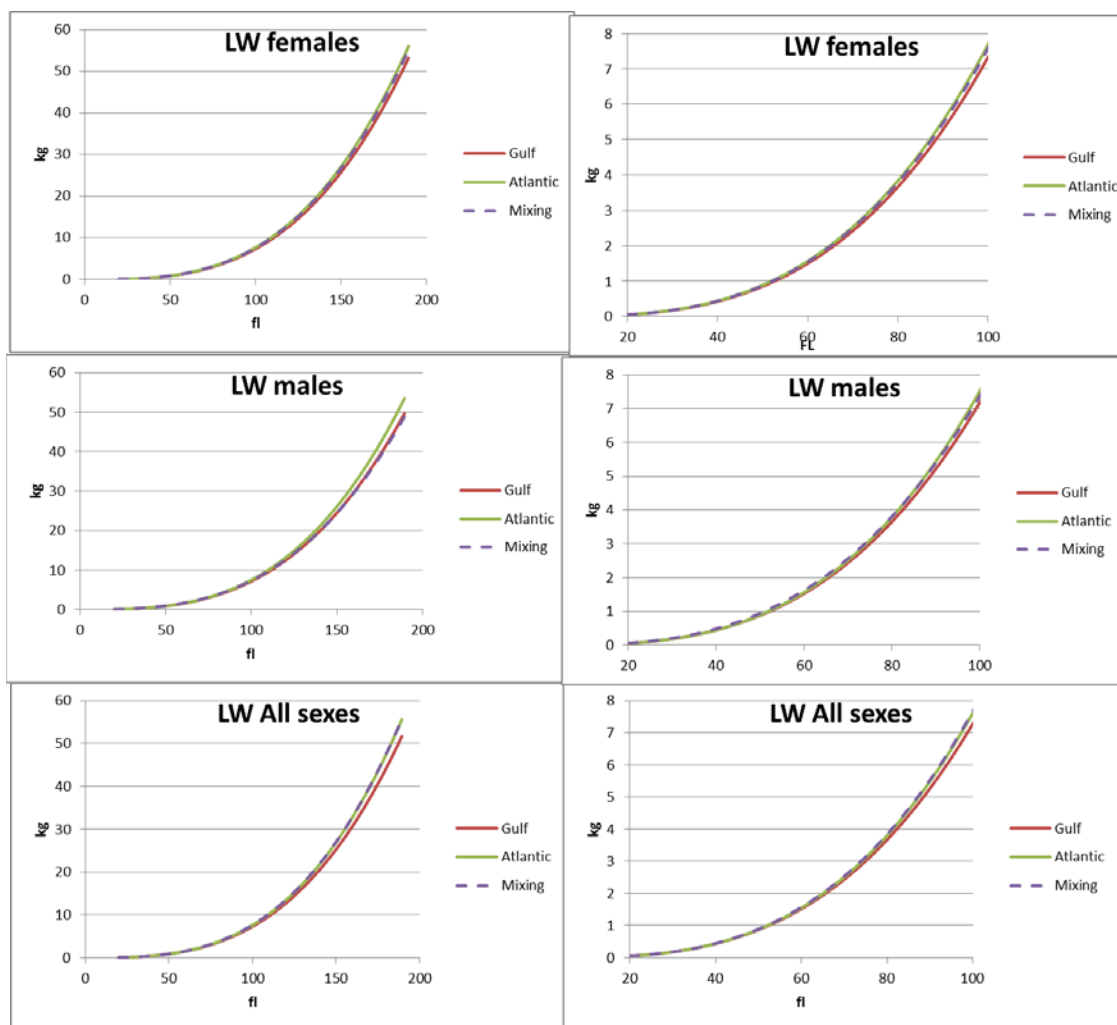 LW females
60
50
40
30
20
10
0
kg
0 50 100 150 200
fl
Gulf
Atlantic
Mixing
LW females
8
7
6
5
4
3
2
1
0
kg
20 40 60 80 100
FL
Gulf
Atlantic
Mixing
LW males
60
50
40
30
20
10
0
kg
0 50 100 150 200
fl
Gulf
Atlantic
Mixing
LW males
8
7
6
5
4
3
2
1
0
kg
20 40 60 80 100
Gulf
Atlantic
Mixing
LW All sexes
60
50
40
30
20
10
0
kg
0 50 100 150 200
fl
Gulf
Atlantic
Mixing
LW All sexes
8
7
6
5
4
3
2
1
0
kg
20 40 60 80 100
fl
Gulf
Atlantic
Mixing